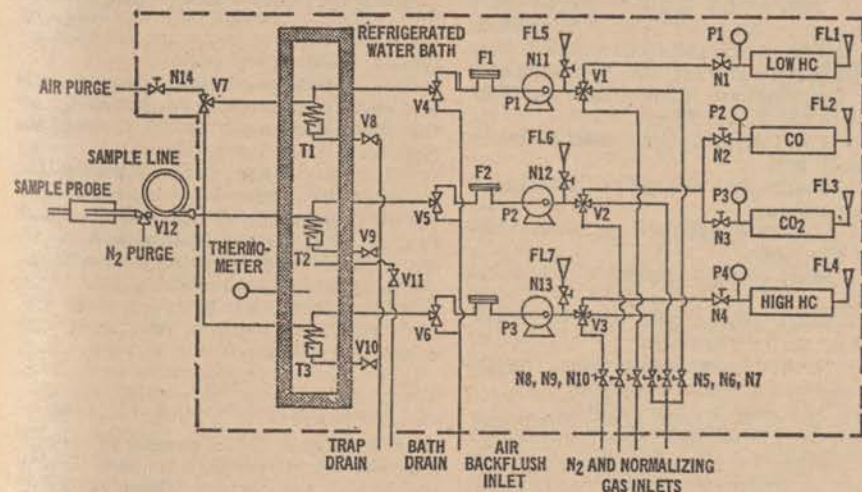 REFRIGERATED
WATER BATH
FL5
F1
N11
P1
V1
P1
FL1
N1
LOW HC
AIR PURGE
N14
V7
V4
V8
T1
P2
FL2
N2
CO
SAMPLE LINE
FL6
F2
N12
SAMPLE PROBE
V12
N2 PURGE
V5
P2
V2
P3
FL3
N3
CO2
T2
V9
V11
THERMO-
METER
FL7
N13
P4
FL4
N4
HIGH HC
V6
P3
V3
T3
V10
N8, N9, N10
N5, N6, N7
TRAP
DRAIN
BATH
DRAIN
AIR
BACKFLUSH
INLET
N2 AND NORMALIZING
GAS INLETS